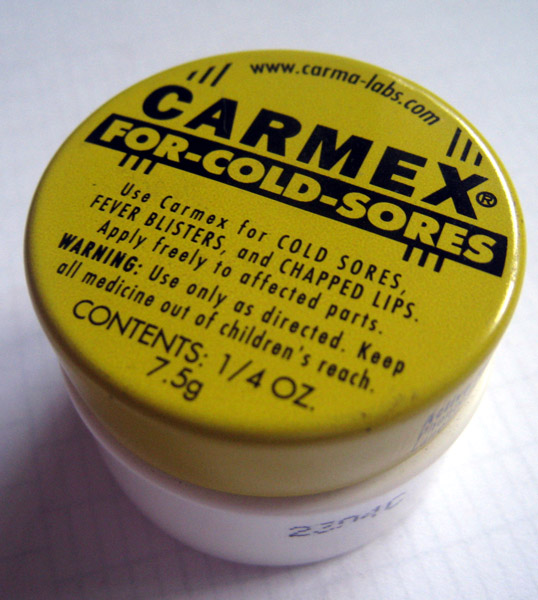 www.carma-labs.com
CARMEX®
FOR-COLD-SORES
Use Carmex for COLD SORES,
FEVER BLISTERS, and CHAPPED LIPS.
Apply freely to affected parts.
WARNING: Use only as directed. Keep
all medicine out of children's reach.
CONTENTS: 1/4 OZ.
7.5g